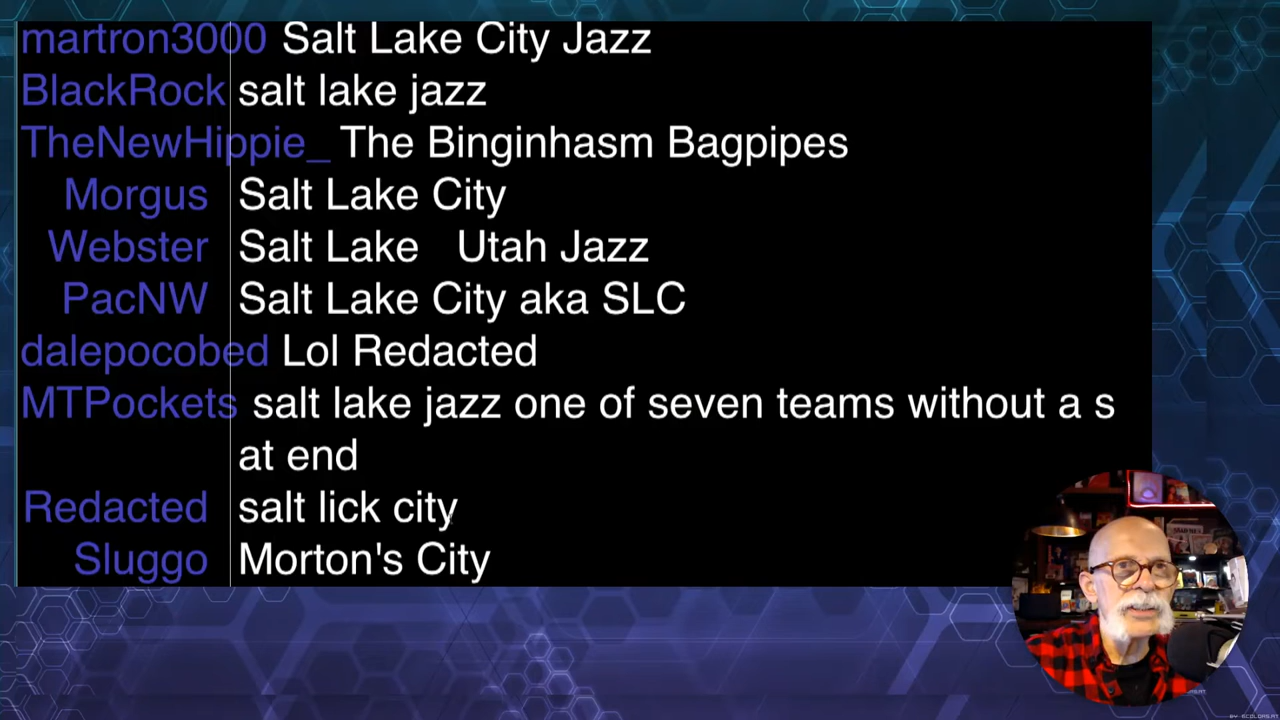 martron3000 Salt Lake City Jazz
BlackRock salt lake jazz
TheNewHippie_ The Binginhasm Bagpipes
Morgus Salt Lake City
Webster Salt Lake Utah Jazz
PacNW Salt Lake City aka SLC
dalepocobed Lol Redacted
MTPockets salt lake jazz one of seven teams without a s
at end
Redacted salt lick city
Sluggo Morton's City